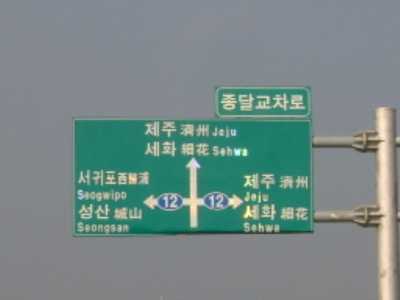 종달교차로
제주 濟州 Jeju
세화 細花 Sehwa
서귀포 西歸浦
Seogwipo
성산 城山
Seongsan
12
12
제주 濟州
Jeju
세화 細花
Sehwa